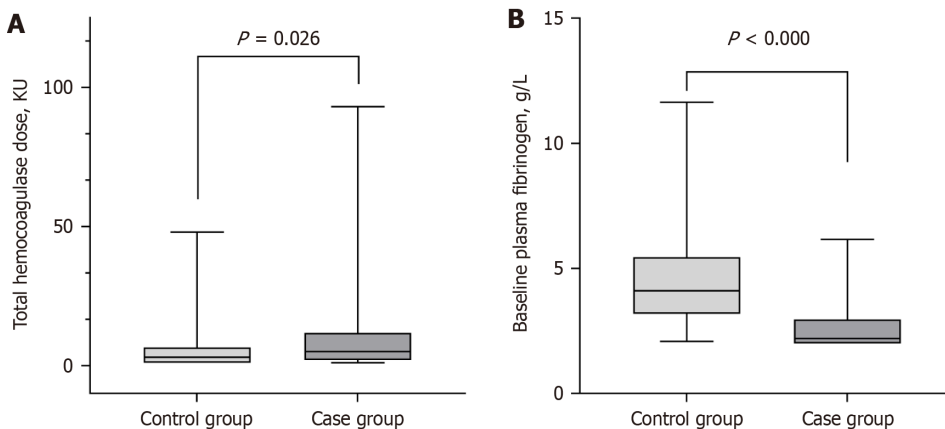 A
P = 0.026
Total hemocoagulase dose, KU
100
50
0
Control group
Case group
B
P < 0.000
Baseline plasma fibrinogen, g/L
15
10
5
0
Control group
Case group